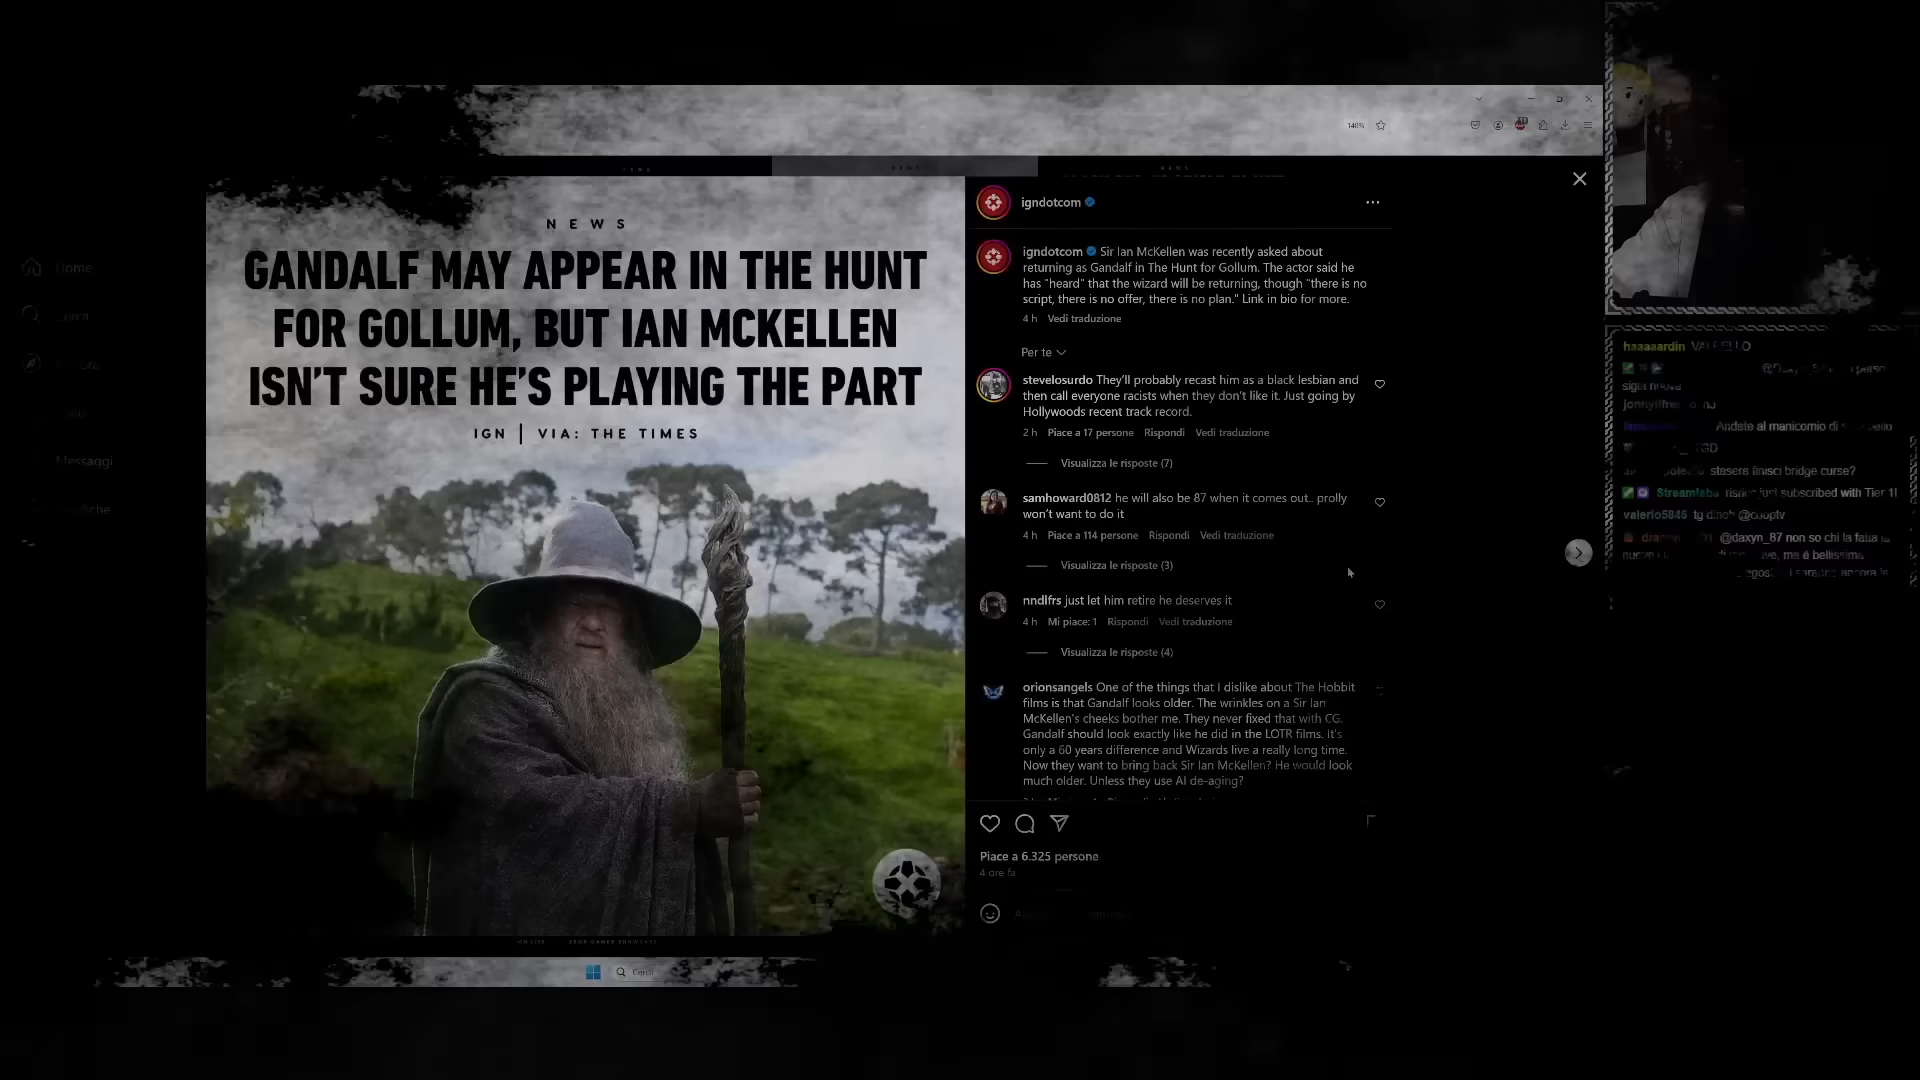 140%
NEWS
GANDALF MAY APPEAR IN THE HUNT
FOR GOLLUM, BUT IAN MCKELLEN
ISN'T SURE HE'S PLAYING THE PART
IGN | VIA: THE TIMES
Home
Cerca
Messaggi
igndotcom
igndotcom Sir Ian McKellen was recently asked about
returning as Gandalf in The Hunt for Gollum. The actor said he
has "heard" that the wizard will be returning, though "there is no
script, there is no offer, there is no plan." Link in bio for more.
4 h Vedi traduzione
Per te
stevelosurdo They'll probably recast him as a black lesbian and
then call everyone racists when they don't like it. Just going by
Hollywoods recent track record.
2 h Piace a 17 persone Rispondi Vedi traduzione
Visualizza le risposte (7)
samhoward0812 he will also be 87 when it comes out.. prolly
won't want to do it
4 h Piace a 114 persone Rispondi Vedi traduzione
Visualizza le risposte (3)
nndlfrs just let him retire he deserves it
4 h Mi piace: 1 Rispondi Vedi traduzione
Visualizza le risposte (4)
orionsangels One of the things that I dislike about The Hobbit
films is that Gandalf looks older. The wrinkles on a Sir Ian
McKellen's cheeks bother me. They never fixed that with CG.
Gandalf should look exactly like he did in the LOTR films. It's
only a 60 years difference and Wizards live a really long time.
Now they want to bring back Sir Ian McKellen? He would look
much older. Unless they use AI de-aging?
Piace a 6.325 persone
4 ore fa
Cerca
haaaaardin
Andate al manicomio di
stasera finisci bridge curse?
Streamlabs just subscribed with Tier 1!
valerio5846 tg
@daxyn_87 non so chi la fatta la
ma è bellissima